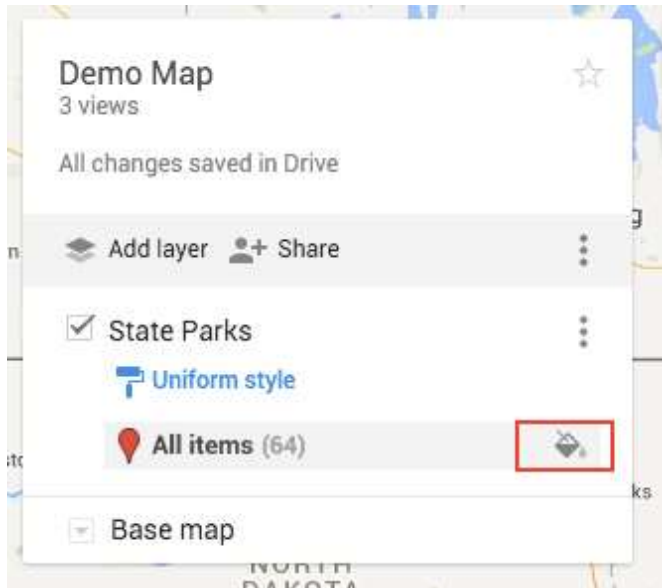 Demo Map
3 views
All changes saved in Drive
Add layer Share
State Parks
Uniform style
All items (64)
Base map
NORTH
DAKOTA